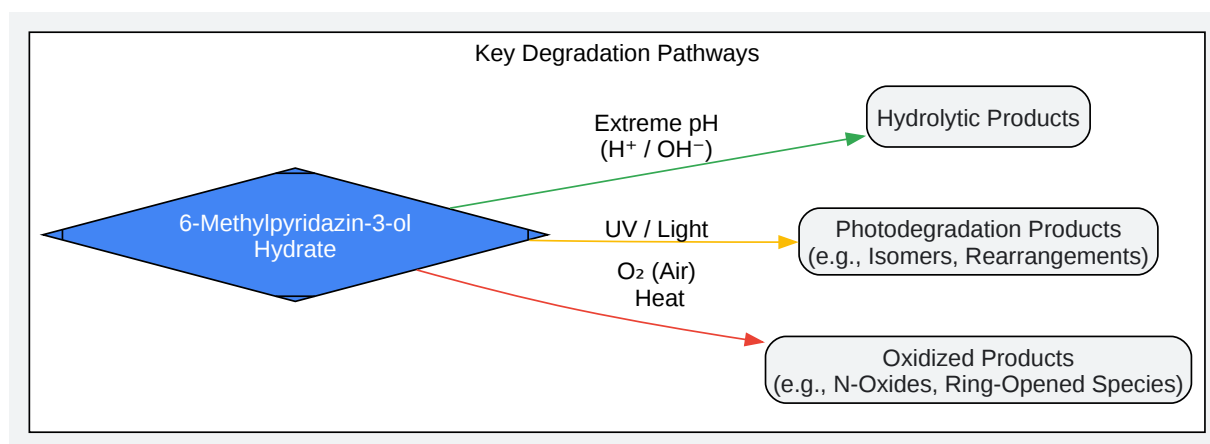 Key Degradation Pathways
Extreme pH
(H⁺ / OH⁻)
Hydrolytic Products
6-Methylpyridazin-3-ol
Hydrate
UV / Light
Photodegradation Products
(e.g., Isomers, Rearrangements)
O₂ (Air)
Heat
Oxidized Products
(e.g., N-Oxides, Ring-Opened Species)